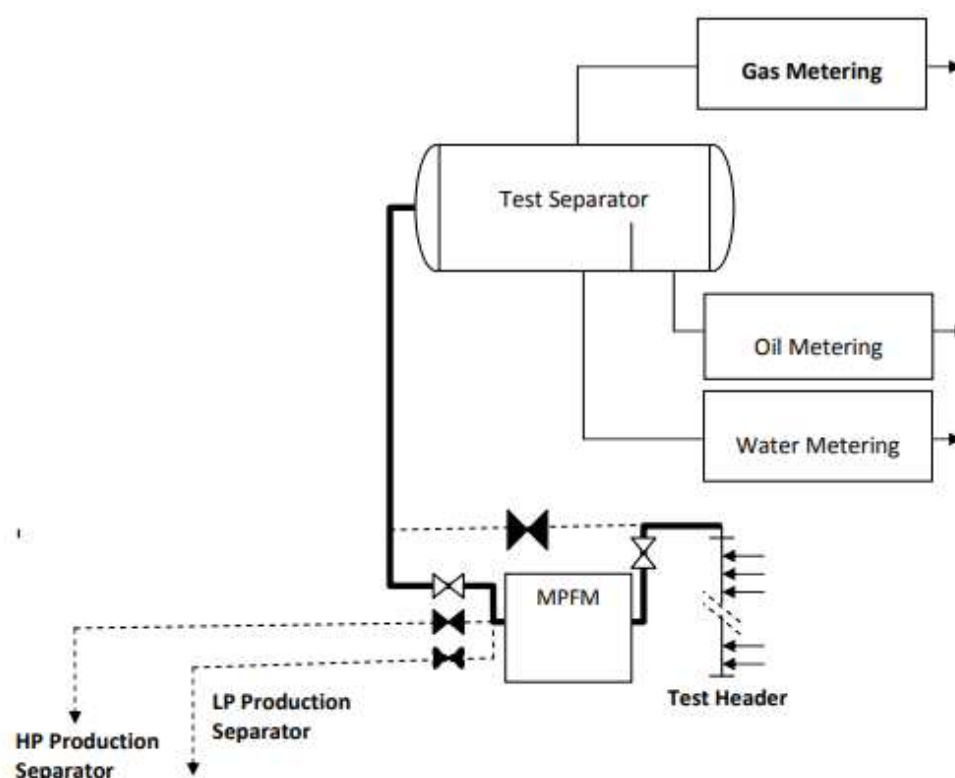 Gas Metering
Test Separator
Oil Metering
Water Metering
MPFM
Test Header
LP Production
Separator
HP Production
Separator